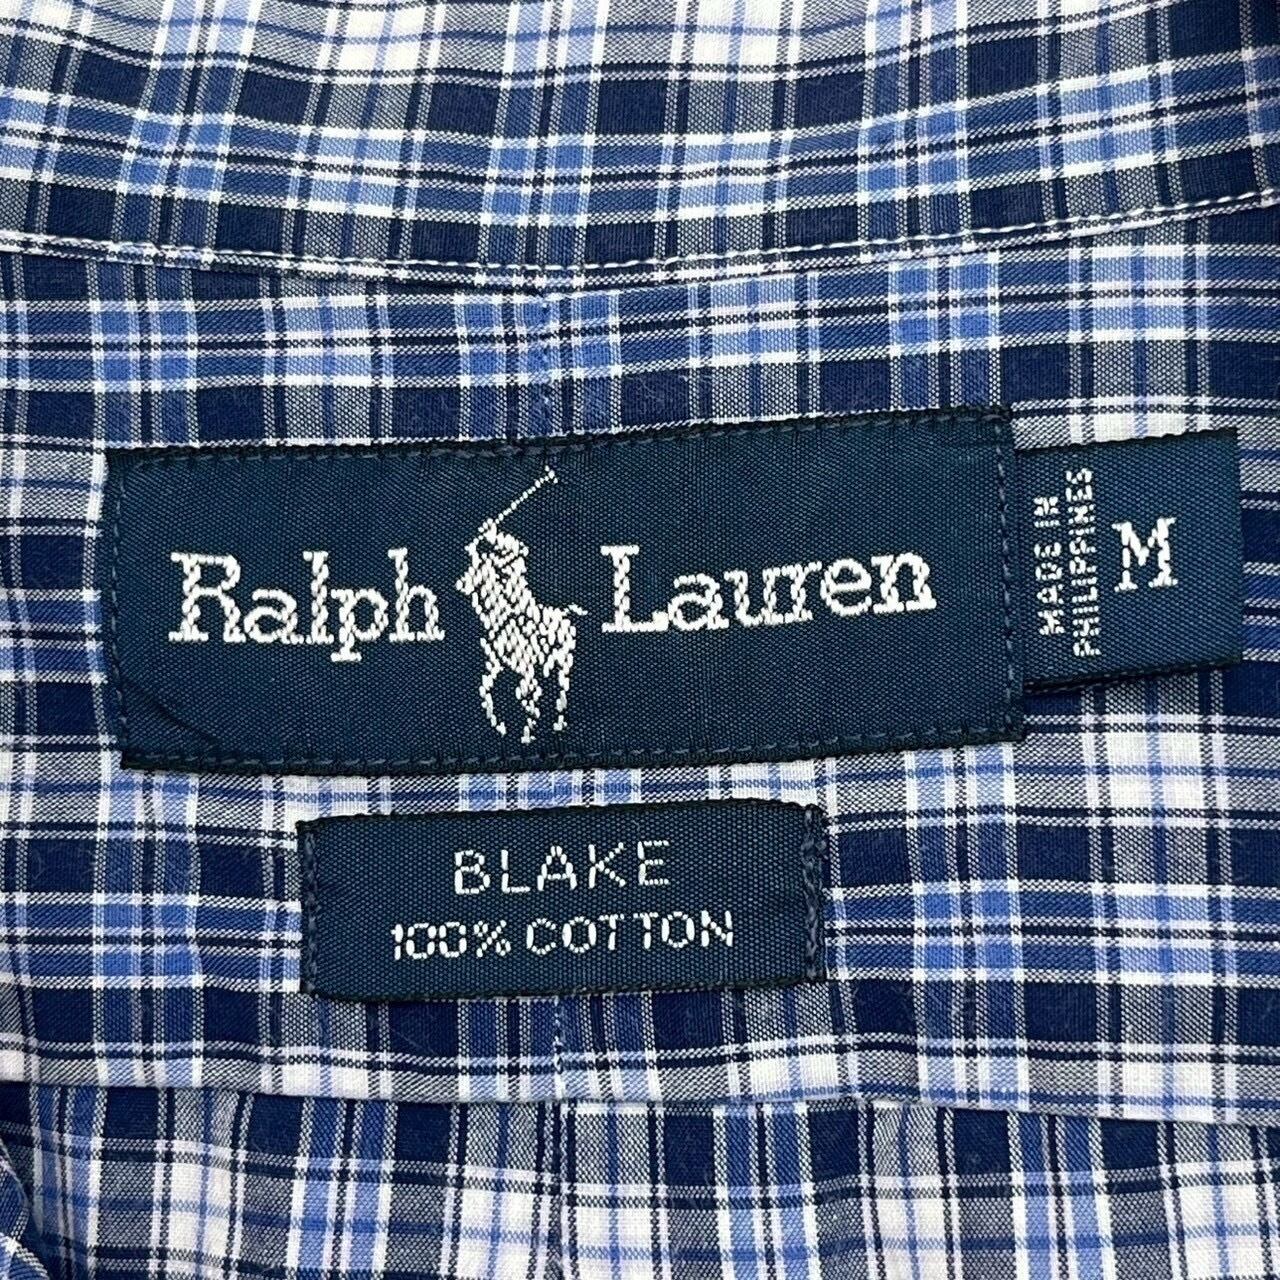 Ralph Lauren
MADE IN
PHILIPPINES
M
BLAKE
100% COTTON